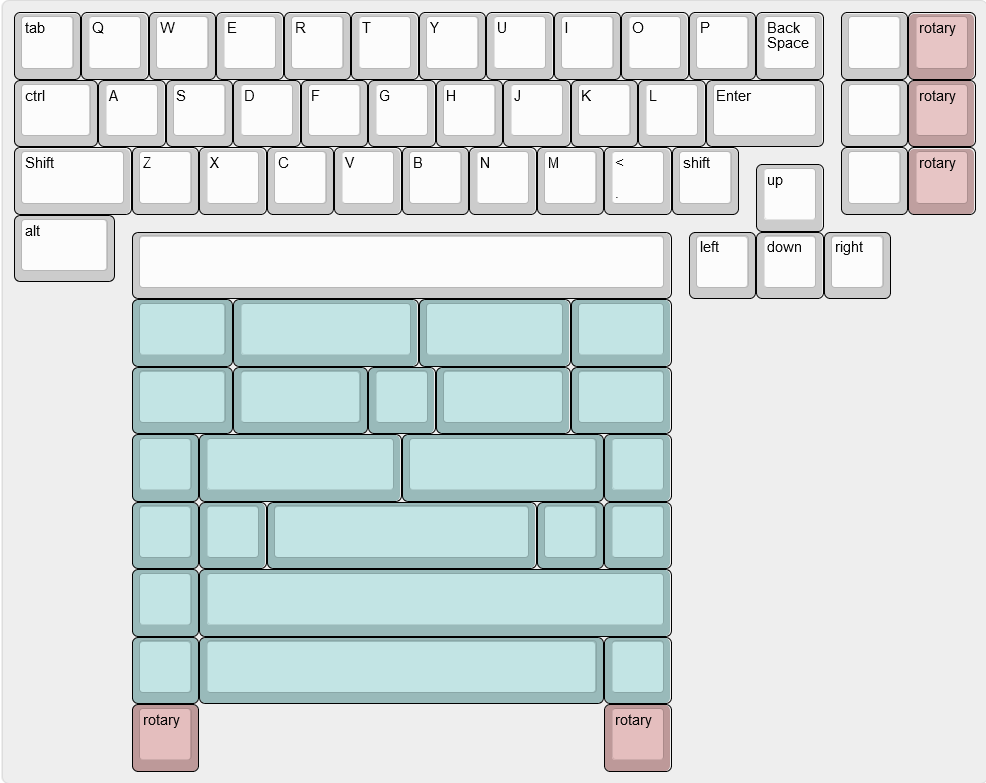 tab Q W E R T Y U I O P Back rotary
Space
ctrl A S D F G H J K L Enter rotary
Shift Z X C V B N M < shift rotary
.
up
alt
left down right
rotary rotary